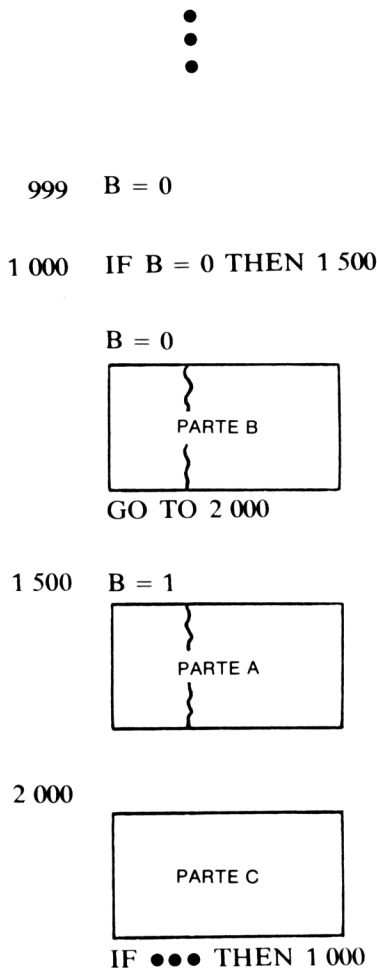 999 B = 0
1 000 IF B = 0 THEN 1 500
B = 0
PARTE B
GO TO 2 000
1 500 B = 1
PARTE A
2 000
PARTE C
IF ●●● THEN 1 000